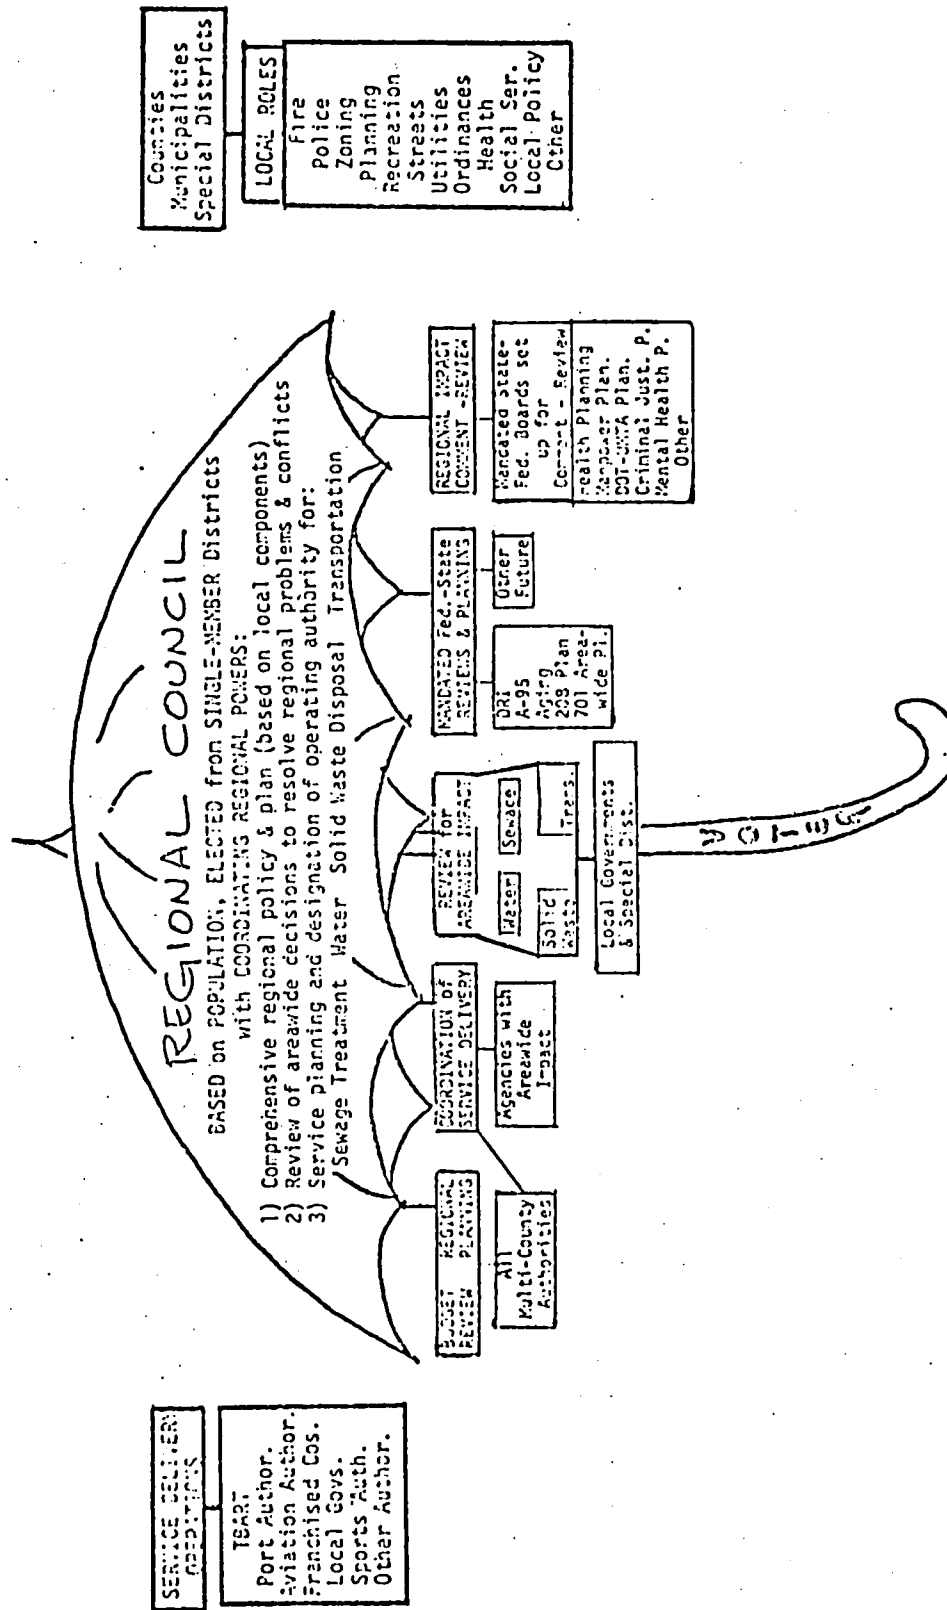 REGIONAL COUNCIL
BASED on POPULATION, ELECTED from SINGLE-MEMBER Districts
with COORDINATING REGIONAL POWERS:
1) Comprehensive regional policy & plan (based on local components)
2) Review of areawide decisions to resolve regional problems & conflicts
3) Service planning and designation of operating authority for:
Sewage Treatment Water Solid Waste Disposal Transportation
SERVICE DELIVERY
OPERATIONS
TBART
Port Author.
Aviation Author.
Franchised Cos.
Local Govs.
Sports Auth.
Other Author.
BUDGET REGIONAL
REVIEW PLANNING
All
Multi-County
Authorities
COORDINATION of
SERVICE DELIVERY
Agencies with
Areawide
Impact
REVIEW for
AREAWIDE IMPACT
Water
Sewage
Solid
Waste
Trans.
Local Governments
& Special Dist.
MANDATED Fed.-State
REVIEWS & PLANNING
DRI
A-95
Aging
208 Plan
701 Area-
wide Pl.
Other
Future
REGIONAL IMPACT
COMMENT -REVIEW
Mandated State-
Fed. Boards set
up for
Comment - Review
Health Planning
Manpower Plan.
DOT-UMTA Plan.
Criminal Just. P.
Mental Health P.
Other
Counties
Municipalities
Special Districts
LOCAL ROLES
Fire
Police
Zoning
Planning
Recreation
Streets
Utilities
Ordinances
Health
Social Ser.
Local Policy
Other